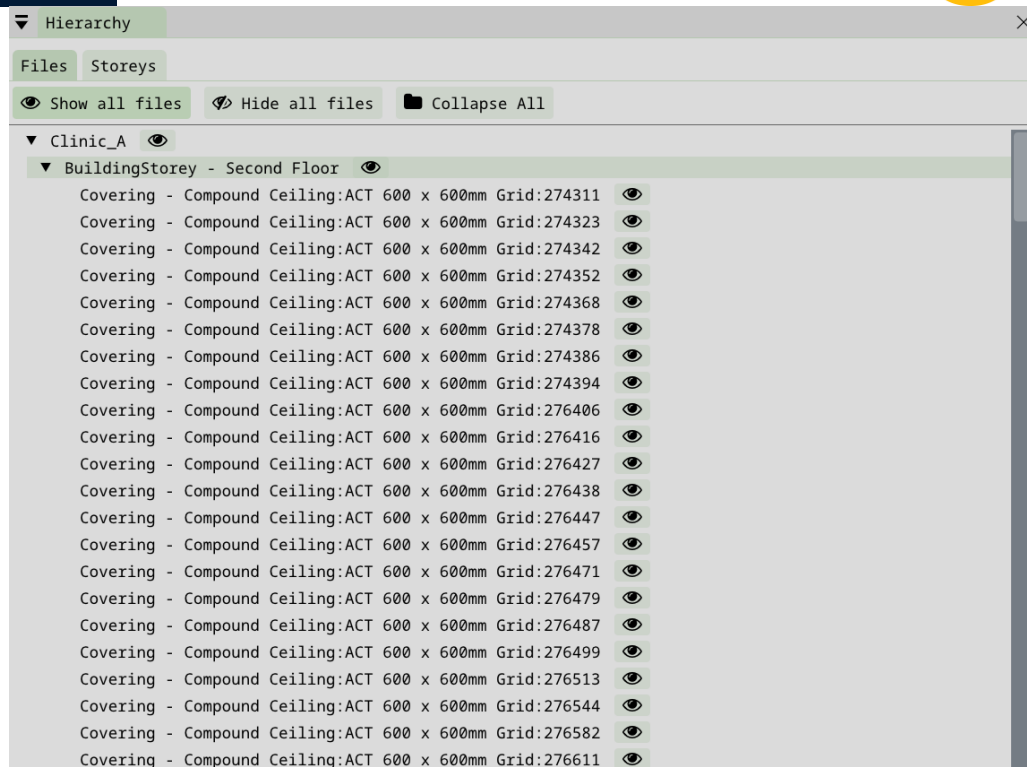 Hierarchy
Files Storeys
Show all files Hide all files Collapse All
Clinic_A
BuildingStorey - Second Floor
Covering - Compound Ceiling:ACT 600 x 600mm Grid:274311
Covering - Compound Ceiling:ACT 600 x 600mm Grid:274323
Covering - Compound Ceiling:ACT 600 x 600mm Grid:274342
Covering - Compound Ceiling:ACT 600 x 600mm Grid:274352
Covering - Compound Ceiling:ACT 600 x 600mm Grid:274368
Covering - Compound Ceiling:ACT 600 x 600mm Grid:274378
Covering - Compound Ceiling:ACT 600 x 600mm Grid:274386
Covering - Compound Ceiling:ACT 600 x 600mm Grid:274394
Covering - Compound Ceiling:ACT 600 x 600mm Grid:276406
Covering - Compound Ceiling:ACT 600 x 600mm Grid:276416
Covering - Compound Ceiling:ACT 600 x 600mm Grid:276427
Covering - Compound Ceiling:ACT 600 x 600mm Grid:276438
Covering - Compound Ceiling:ACT 600 x 600mm Grid:276447
Covering - Compound Ceiling:ACT 600 x 600mm Grid:276457
Covering - Compound Ceiling:ACT 600 x 600mm Grid:276471
Covering - Compound Ceiling:ACT 600 x 600mm Grid:276479
Covering - Compound Ceiling:ACT 600 x 600mm Grid:276487
Covering - Compound Ceiling:ACT 600 x 600mm Grid:276499
Covering - Compound Ceiling:ACT 600 x 600mm Grid:276513
Covering - Compound Ceiling:ACT 600 x 600mm Grid:276544
Covering - Compound Ceiling:ACT 600 x 600mm Grid:276582
Covering - Compound Ceiling:ACT 600 x 600mm Grid:276611